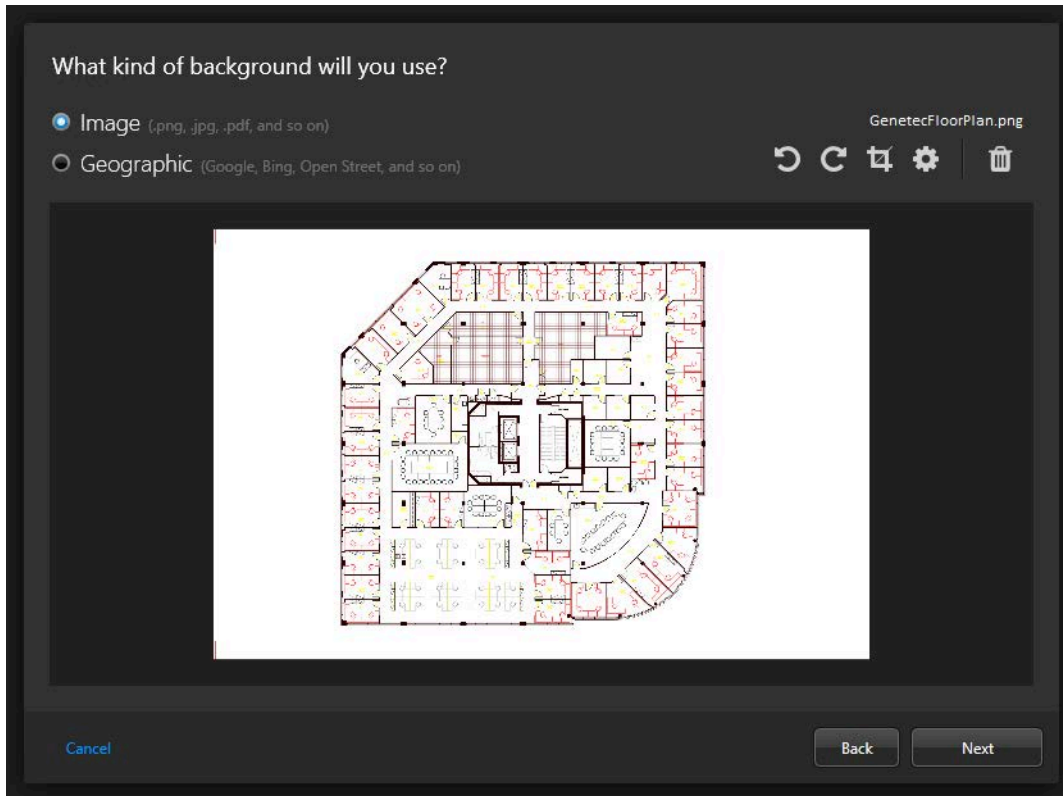 What kind of background will you use?
Image (.png, .jpg, .pdf, and so on)
GenetecFloorPlan.png
Geographic (Google, Bing, Open Street, and so on)
Cancel
Back
Next